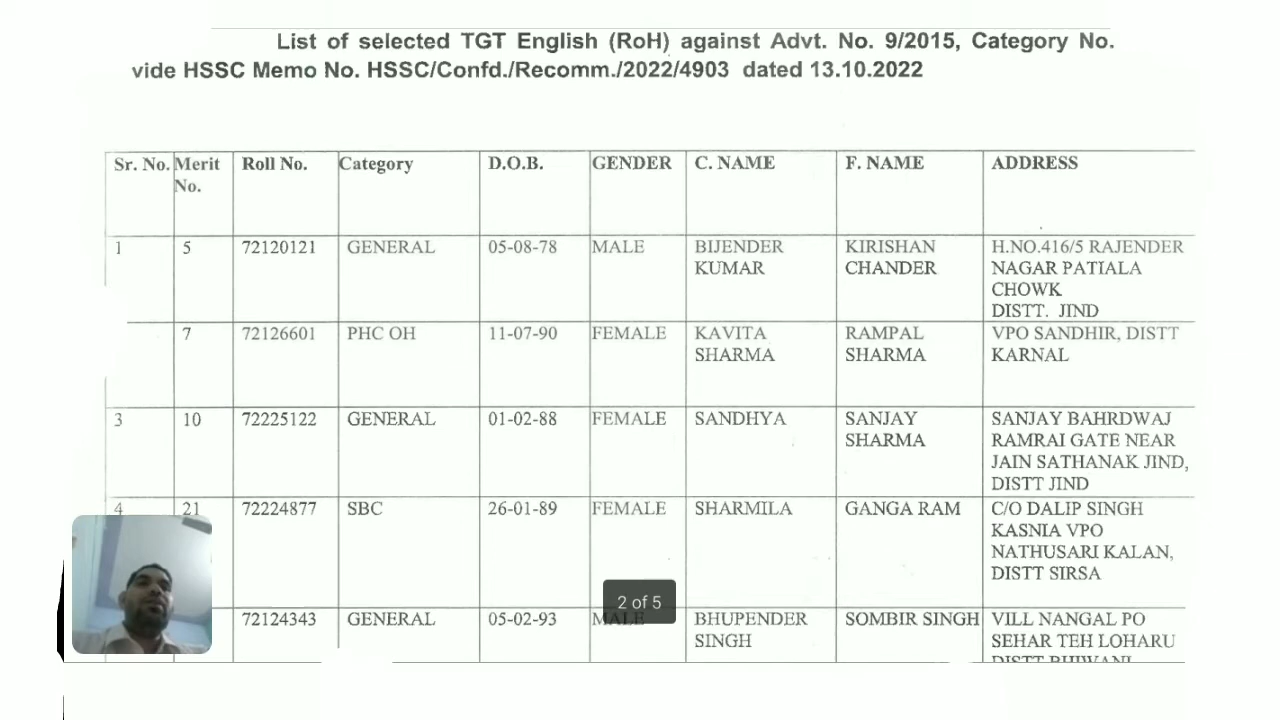 List of selected TGT English (RoH) against Advt. No. 9/2015, Category No.
vide HSSC Memo No. HSSC/Confd./Recomm./2022/4903 dated 13.10.2022
Sr. No. Merit No. Roll No. Category D.O.B. GENDER C. NAME F. NAME ADDRESS
1 5 72120121 GENERAL 05-08-78 MALE BIJENDER KUMAR KIRISHAN CHANDER H.NO.416/5 RAJENDER NAGAR PATIALA CHOWK DISTT. JIND
7 72126601 PHC OH 11-07-90 FEMALE KAVITA SHARMA RAMPAL SHARMA VPO SANDHIR, DISTT KARNAL
3 10 72225122 GENERAL 01-02-88 FEMALE SANDHYA SANJAY SHARMA SANJAY BAHRDWAJ RAMRAI GATE NEAR JAIN SATHANAK JIND, DISTT JIND
4 21 72224877 SBC 26-01-89 FEMALE SHARMILA GANGA RAM C/O DALIP SINGH KASNIA VPO NATHUSARI KALAN, DISTT SIRSA
72124343 GENERAL 05-02-93 MALE BHUPENDER SINGH SOMBIR SINGH VILL NANGAL PO SEHAR TEH LOHARU DISTT BHIWANI
2 of 5